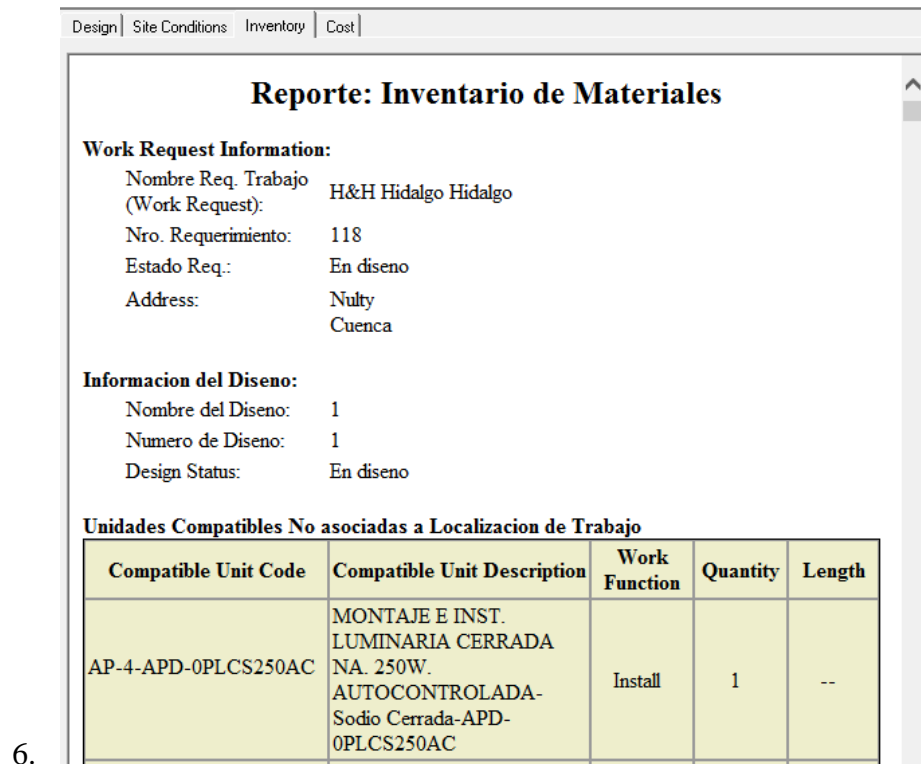 Design Site Conditions Inventory Cost
Reporte: Inventario de Materiales
Work Request Information:
Nombre Req. Trabajo
(Work Request):
H&H Hidalgo Hidalgo
Nro. Requerimiento: 118
Estado Req.: En diseno
Address: Nulty
Cuenca
Informacion del Diseno:
Nombre del Diseno: 1
Numero de Diseno: 1
Design Status: En diseno
Unidades Compatibles No asociadas a Localizacion de Trabajo
Compatible Unit Code Compatible Unit Description Work
Function Quantity Length
AP-4-APD-0PLCS250AC
MONTAJE E INST.
LUMINARIA CERRADA
NA. 250W.
AUTOCONTROLADA-
Sodio Cerrada-APD-
0PLCS250AC
Install 1 --
6.